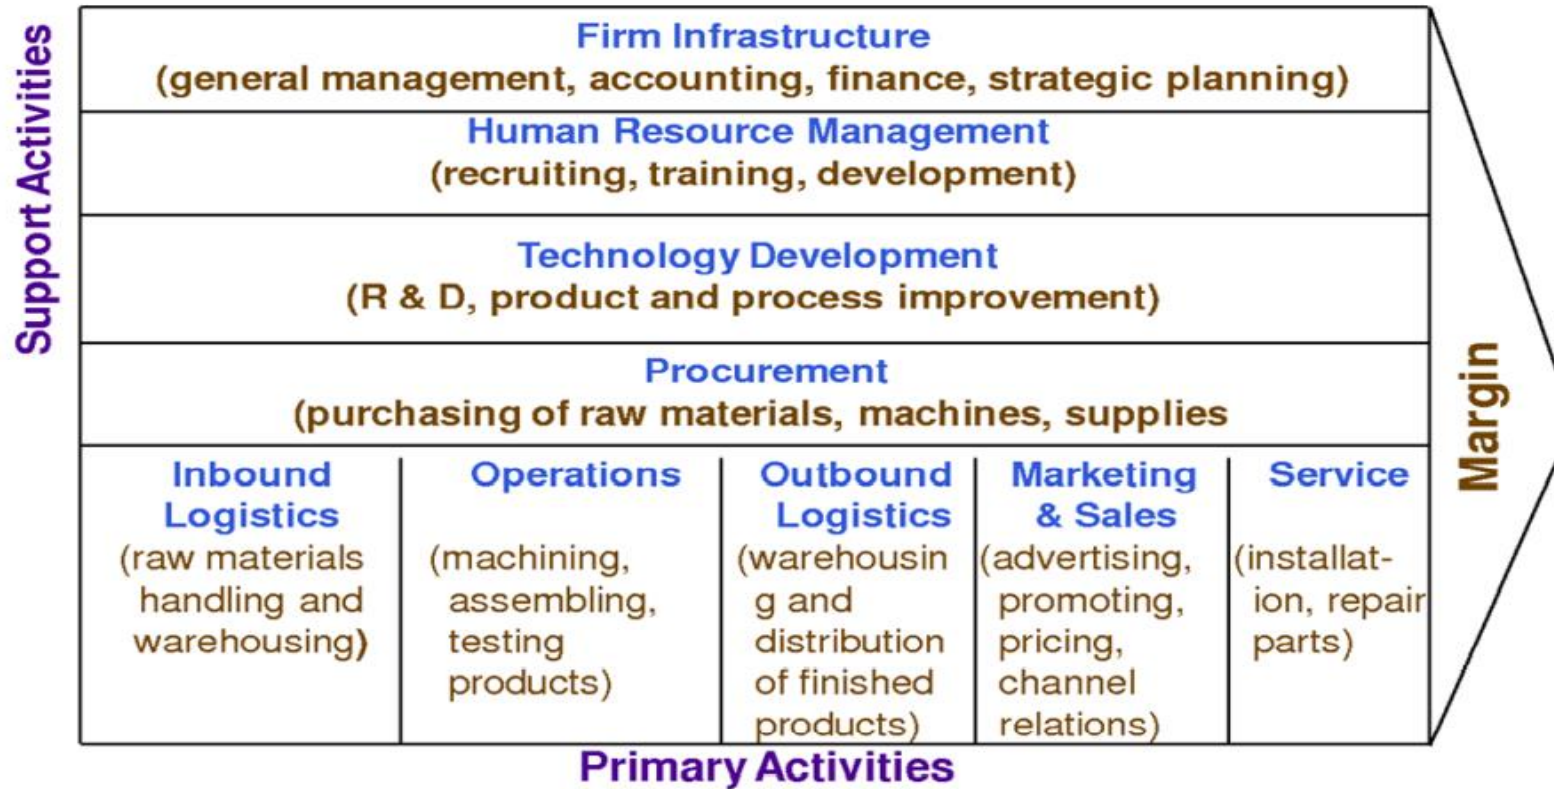 Support Activities
Firm Infrastructure
(general management, accounting, finance, strategic planning)
Human Resource Management
(recruiting, training, development)
Technology Development
(R & D, product and process improvement)
Procurement
(purchasing of raw materials, machines, supplies
Inbound
Logistics
(raw materials
handling and
warehousing)
Operations
(machining,
assembling,
testing
products)
Outbound
Logistics
(warehousin
g and
distribution
of finished
products)
Marketing
& Sales
(advertising,
promoting,
pricing,
channel
relations)
Service
(installat-
ion, repair
parts)
Margin
Primary Activities